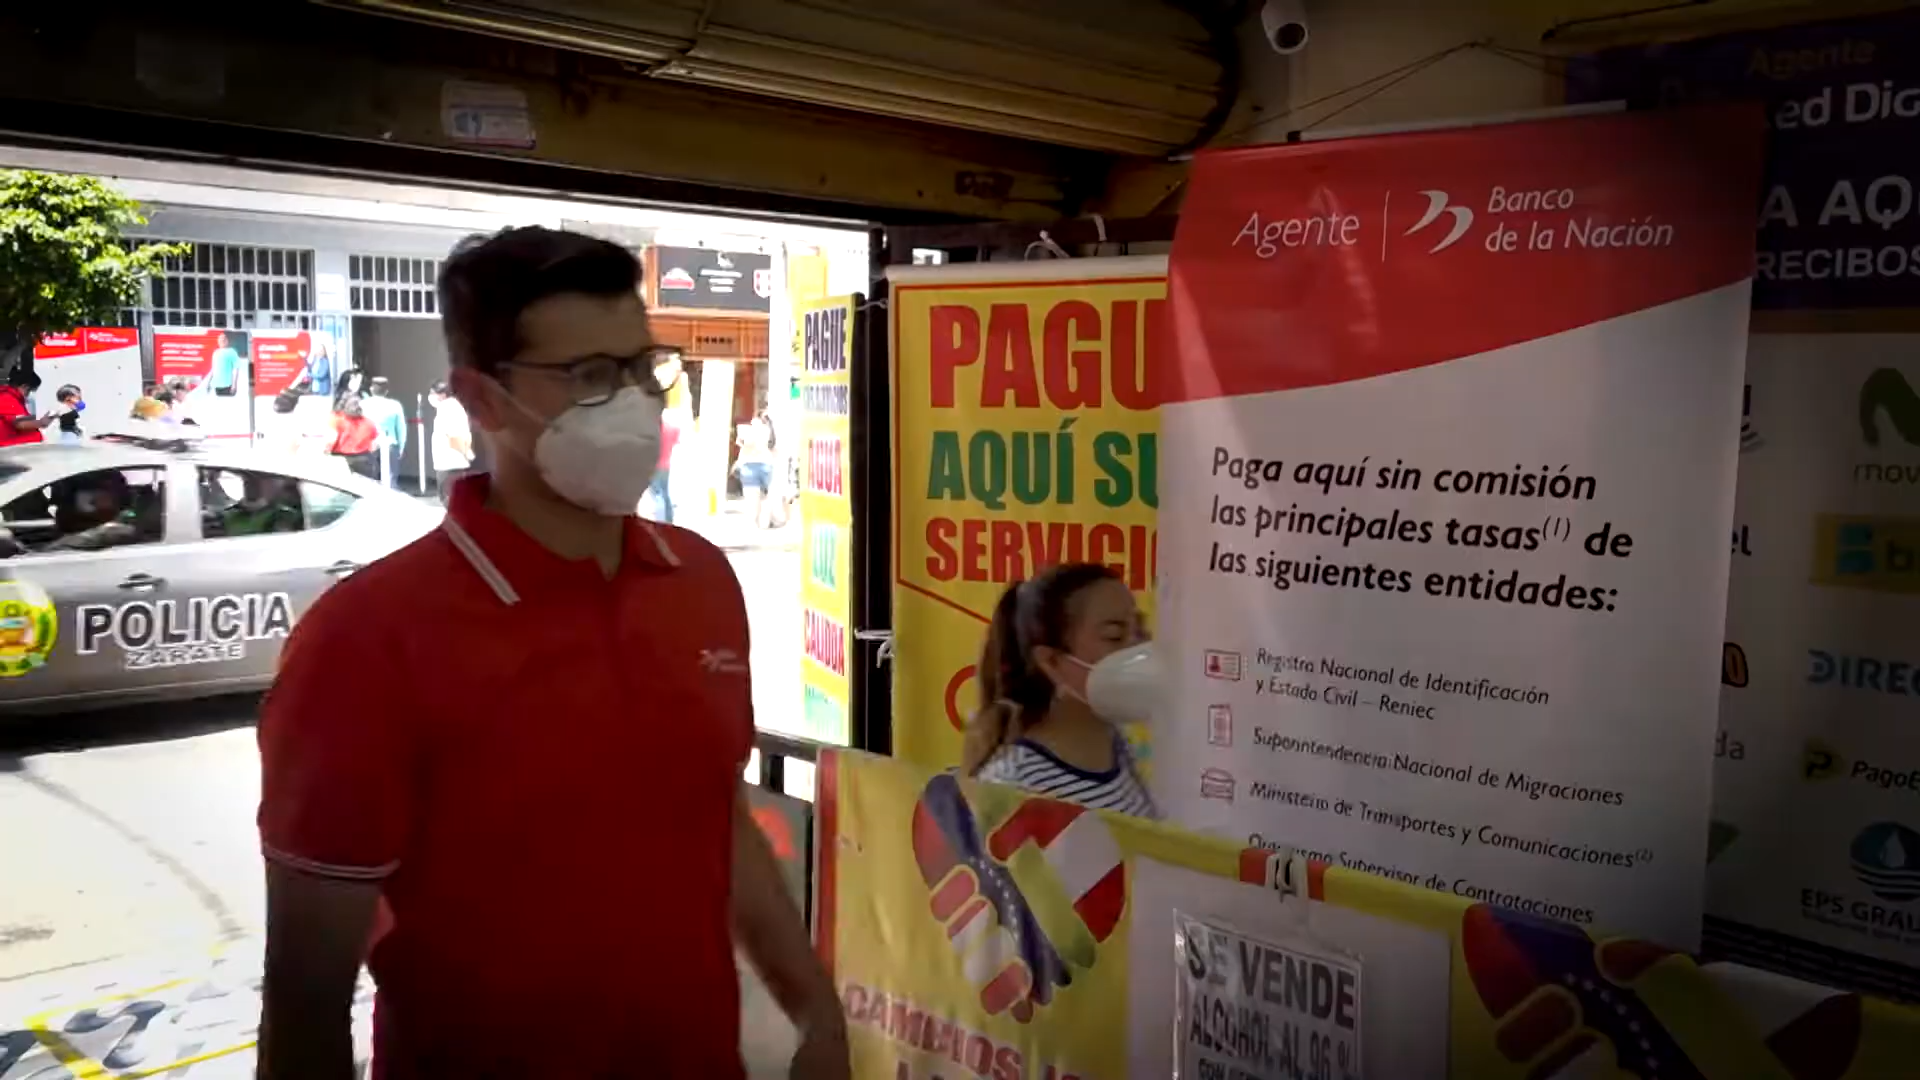 Agente
Banco
de la Nación
Paga aquí sin comisión
las principales tasas(1) de
las siguientes entidades:
Registro Nacional de Identificación
y Estado Civil – Reniec
Superintendencia Nacional de Migraciones
Ministerio de Transportes y Comunicaciones(2)
Organismo Supervisor de Contrataciones
PAGU
AQUÍ SU
SERVICI
PAGUE
AGUA
LUZ
CALIDDA
POLICIA
ZARATE
SE VENDE
ALCOHOL AL 96 %
CAMBIOS
Agente
ed Dig
A AQ
RECIBOS
mov
DIREC
PagoE
EPS GRAU